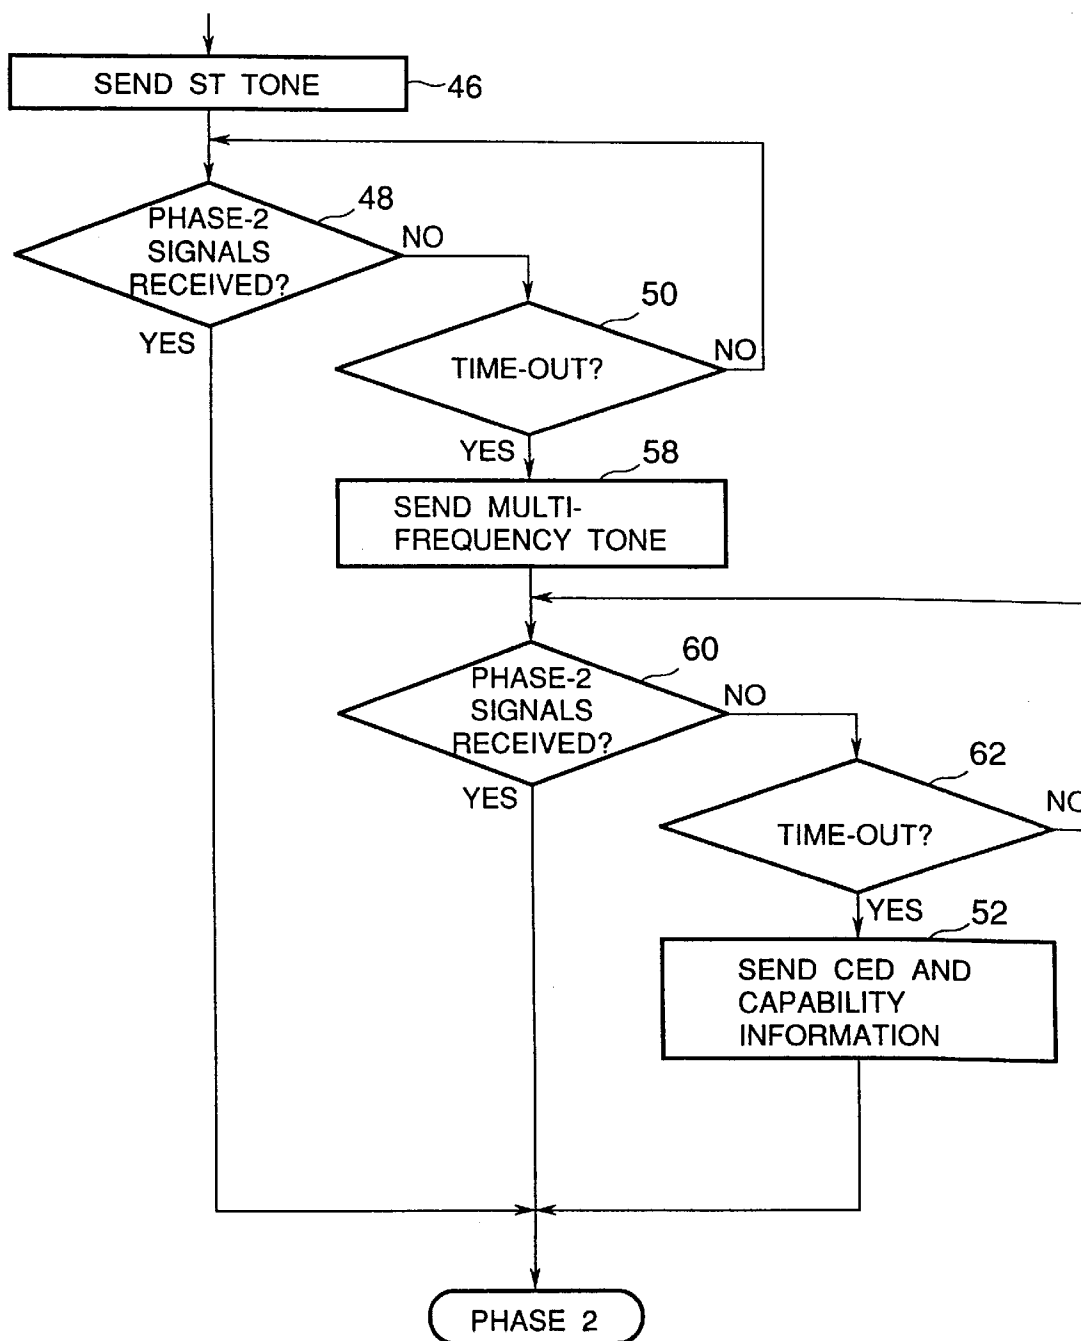 SEND ST TONE
46
PHASE-2
SIGNALS
RECEIVED?
48
NO
YES
50
TIME-OUT?
NO
YES
58
SEND MULTI-
FREQUENCY TONE
60
PHASE-2
SIGNALS
RECEIVED?
NO
YES
62
TIME-OUT?
NO
YES
52
SEND CED AND
CAPABILITY
INFORMATION
PHASE 2